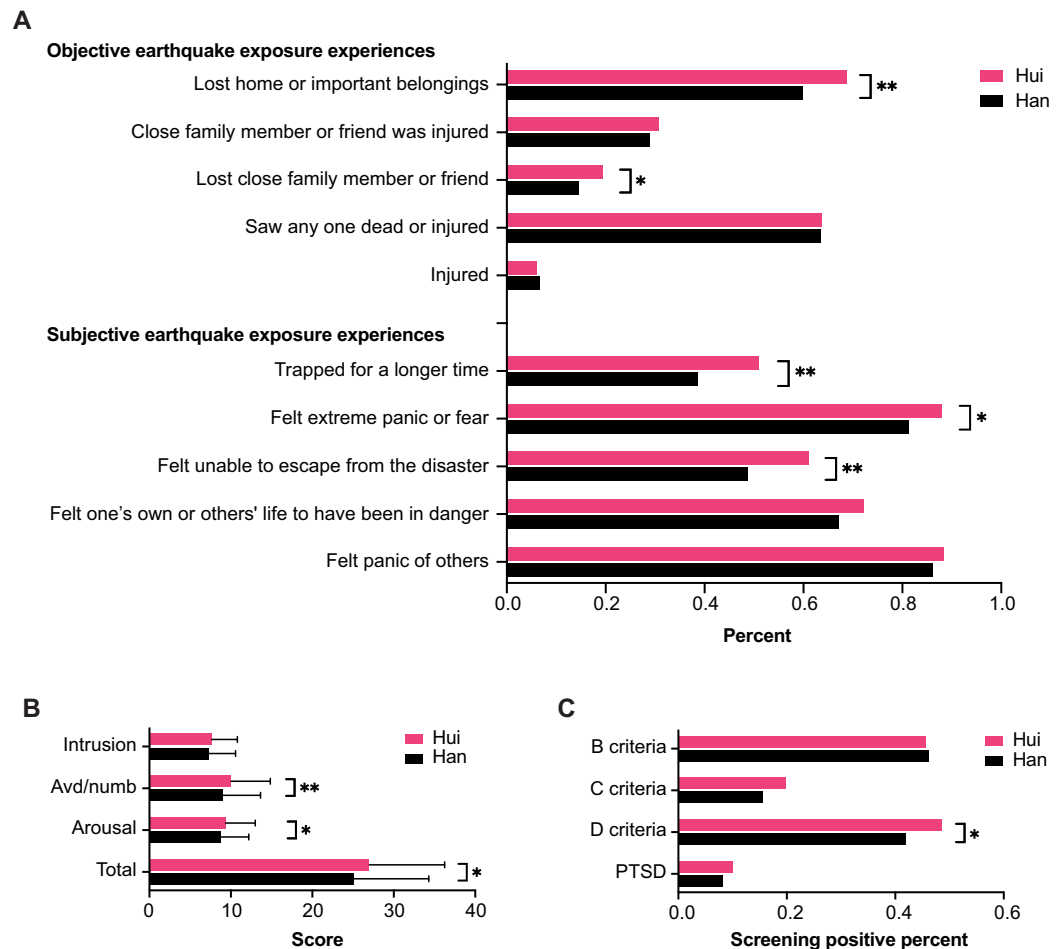 A
Objective earthquake exposure experiences
Lost home or important belongings
**
Hui
Han
Close family member or friend was injured
Lost close family member or friend
*
Saw any one dead or injured
Injured
Subjective earthquake exposure experiences
Trapped for a longer time
**
Felt extreme panic or fear
*
Felt unable to escape from the disaster
**
Felt one's own or others' life to have been in danger
Felt panic of others
0.0 0.2 0.4 0.6 0.8 1.0
Percent
B
Intrusion
Hui
Han
Avd/numb
**
Arousal
*
Total
*
0 10 20 30 40
Score
C
B criteria
Hui
Han
C criteria
D criteria
*
PTSD
0.0 0.2 0.4 0.6
Screening positive percent